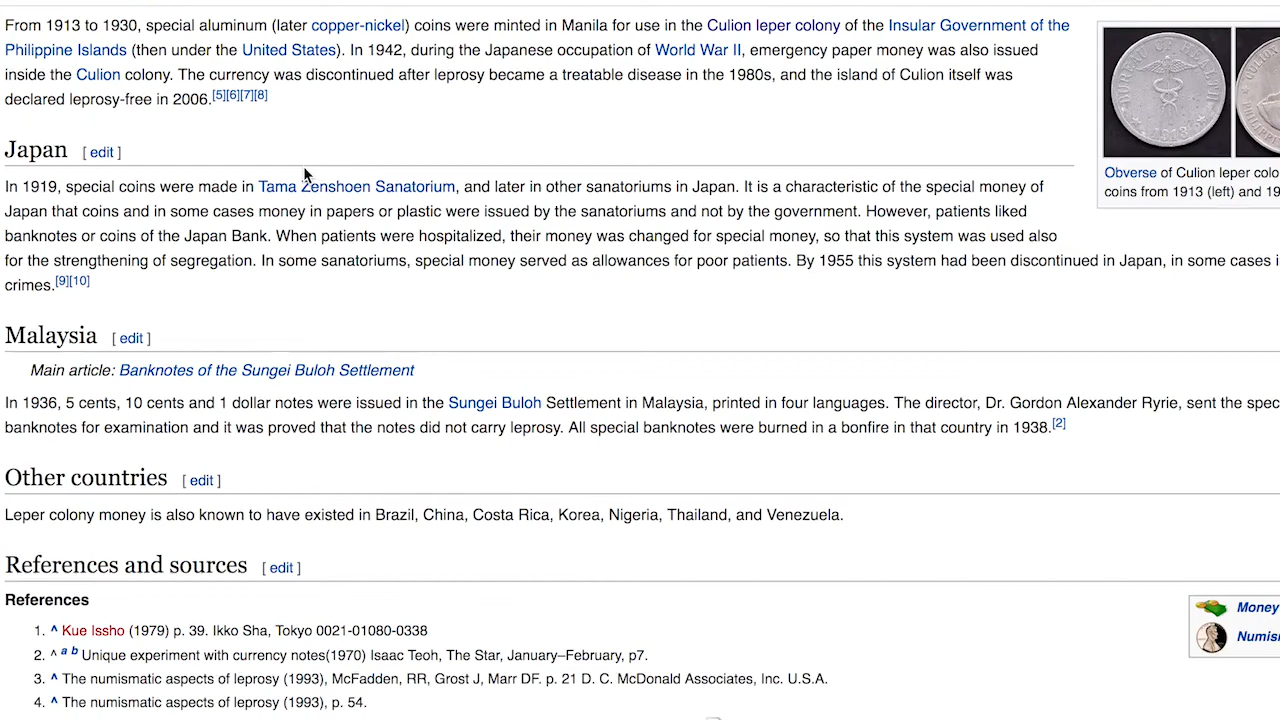 From 1913 to 1930, special aluminum (later copper-nickel) coins were minted in Manila for use in the Culion leper colony of the Insular Government of the
Philippine Islands (then under the United States). In 1942, during the Japanese occupation of World War II, emergency paper money was also issued
inside the Culion colony. The currency was discontinued after leprosy became a treatable disease in the 1980s, and the island of Culion itself was
declared leprosy-free in 2006.[5][6][7][8]
Obverse of Culion leper colo
coins from 1913 (left) and 19
Japan [ edit ]
In 1919, special coins were made in Tama Zenshoen Sanatorium, and later in other sanatoriums in Japan. It is a characteristic of the special money of
Japan that coins and in some cases money in papers or plastic were issued by the sanatoriums and not by the government. However, patients liked
banknotes or coins of the Japan Bank. When patients were hospitalized, their money was changed for special money, so that this system was used also
for the strengthening of segregation. In some sanatoriums, special money served as allowances for poor patients. By 1955 this system had been discontinued in Japan, in some cases i
crimes.[9][10]
Malaysia [ edit ]
Main article: Banknotes of the Sungei Buloh Settlement
In 1936, 5 cents, 10 cents and 1 dollar notes were issued in the Sungei Buloh Settlement in Malaysia, printed in four languages. The director, Dr. Gordon Alexander Ryrie, sent the spec
banknotes for examination and it was proved that the notes did not carry leprosy. All special banknotes were burned in a bonfire in that country in 1938.[2]
Other countries [ edit ]
Leper colony money is also known to have existed in Brazil, China, Costa Rica, Korea, Nigeria, Thailand, and Venezuela.
References and sources [ edit ]
References
1. ^ Kue Issho (1979) p. 39. Ikko Sha, Tokyo 0021-01080-0338
2. ^ a b Unique experiment with currency notes(1970) Isaac Teoh, The Star, January–February, p7.
3. ^ The numismatic aspects of leprosy (1993), McFadden, RR, Grost J, Marr DF. p. 21 D. C. McDonald Associates, Inc. U.S.A.
4. ^ The numismatic aspects of leprosy (1993), p. 54.
Money
Numis